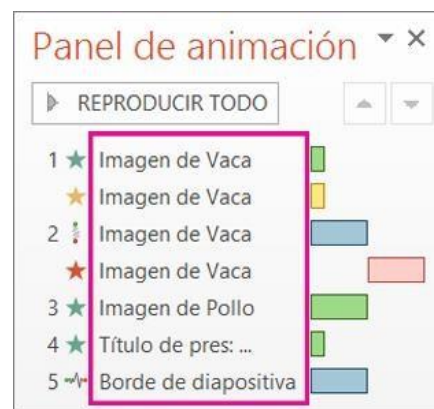 Panel de animación
REPRODUCIR TODO
1 Imagen de Vaca
Imagen de Vaca
2 Imagen de Vaca
Imagen de Vaca
3 Imagen de Pollo
4 Título de pres: ...
5 Borde de diapositiva